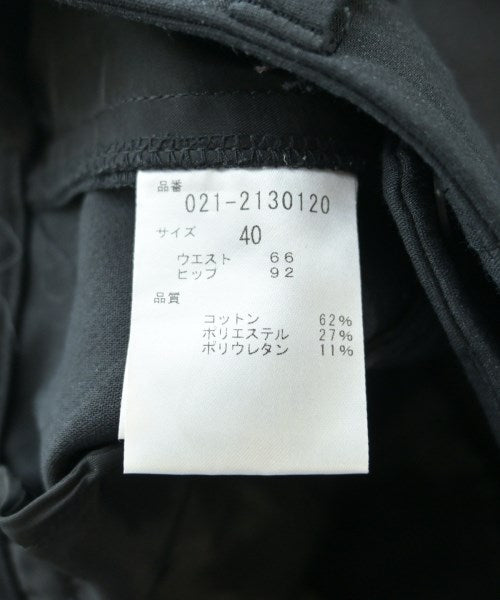 品番
021-2130120
サイズ 40
ウエスト 66
ヒップ 92
品質
コットン 62%
ポリエステル 27%
ポリウレタン 11%